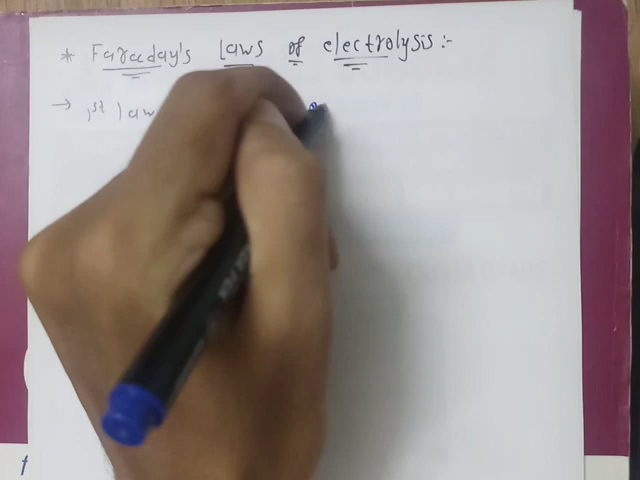 * Faraday's laws of electrolysis :-
→ 1st law